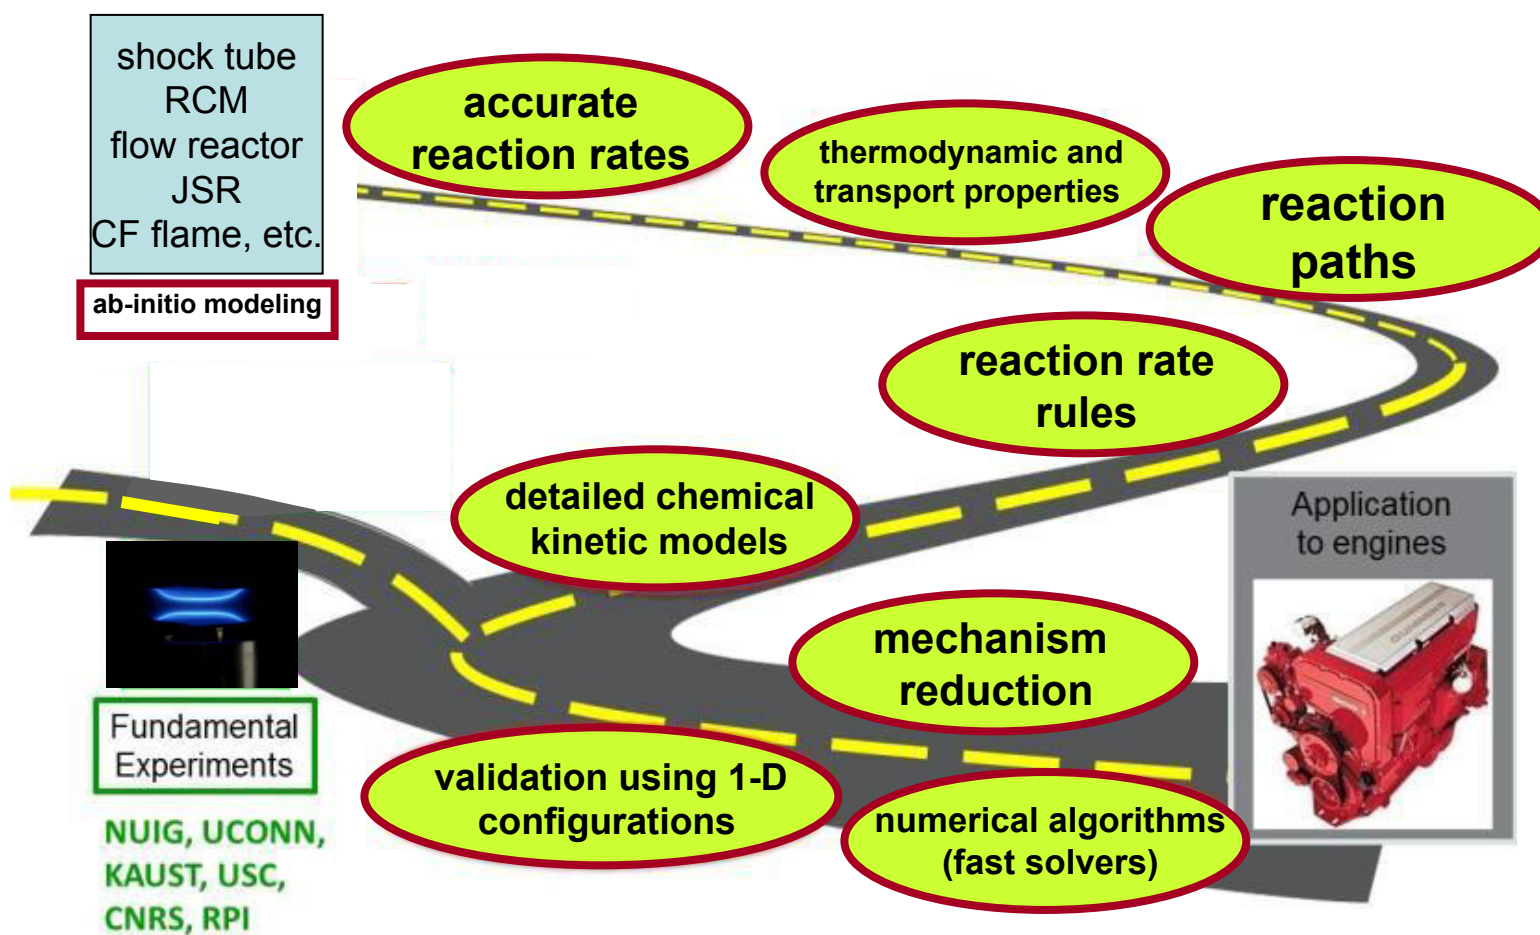 shock tube
RCM
flow reactor
JSR
CF flame, etc.
ab-initio modeling
accurate
reaction rates
thermodynamic and
transport properties
reaction
paths
reaction rate
rules
detailed chemical
kinetic models
Application
to engines
mechanism
reduction
Fundamental
Experiments
validation using 1-D
configurations
numerical algorithms
(fast solvers)
NUIG, UCONN,
KAUST, USC,
CNRS, RPI